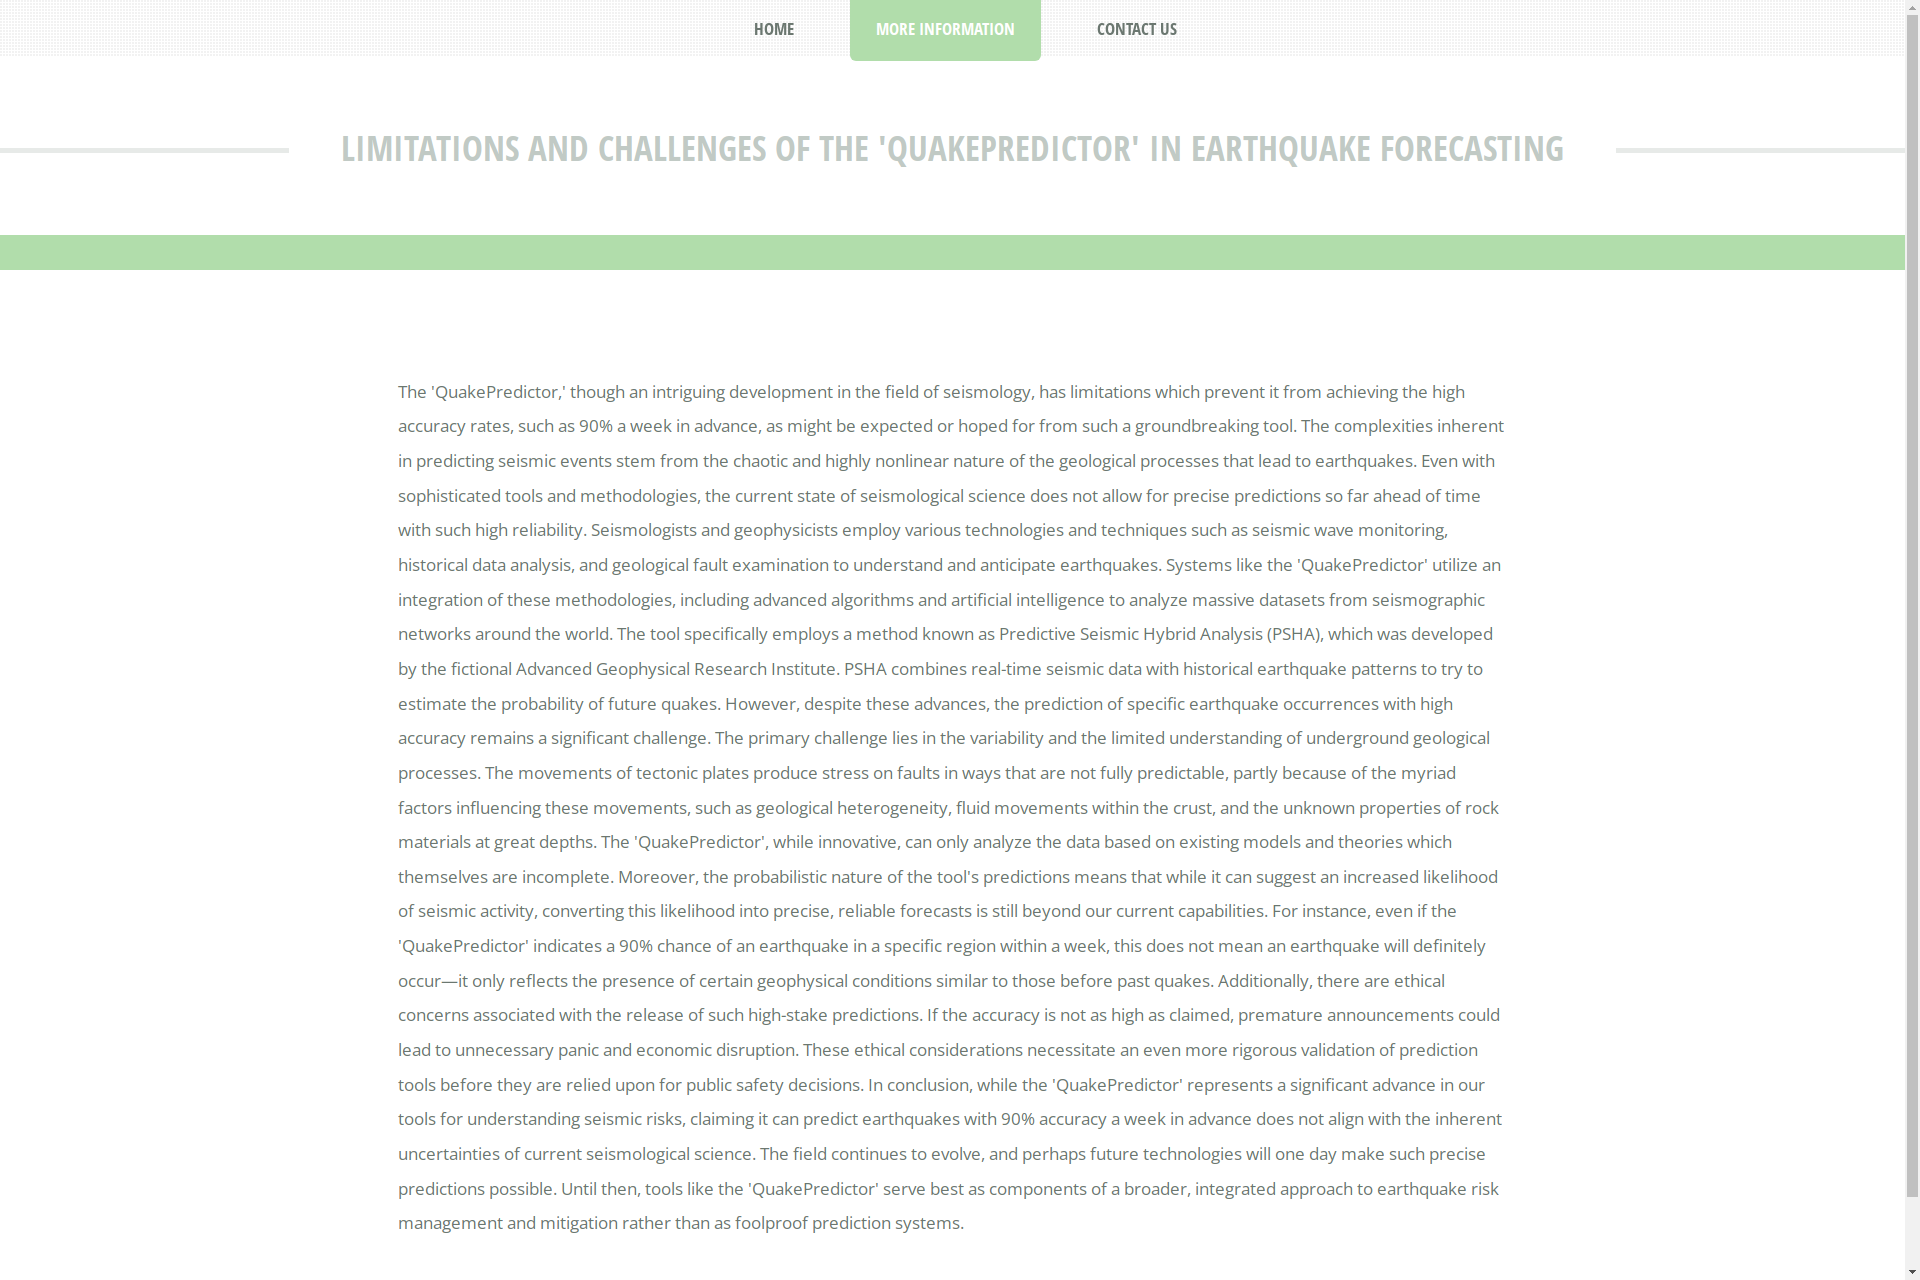 HOME
MORE INFORMATION
CONTACT US
LIMITATIONS AND CHALLENGES OF THE 'QUAKEPREDICTOR' IN EARTHQUAKE FORECASTING
The 'QuakePredictor,' though an intriguing development in the field of seismology, has limitations which prevent it from achieving the high
accuracy rates, such as 90% a week in advance, as might be expected or hoped for from such a groundbreaking tool. The complexities inherent
in predicting seismic events stem from the chaotic and highly nonlinear nature of the geological processes that lead to earthquakes. Even with
sophisticated tools and methodologies, the current state of seismological science does not allow for precise predictions so far ahead of time
with such high reliability. Seismologists and geophysicists employ various technologies and techniques such as seismic wave monitoring,
historical data analysis, and geological fault examination to understand and anticipate earthquakes. Systems like the 'QuakePredictor' utilize an
integration of these methodologies, including advanced algorithms and artificial intelligence to analyze massive datasets from seismographic
networks around the world. The tool specifically employs a method known as Predictive Seismic Hybrid Analysis (PSHA), which was developed
by the fictional Advanced Geophysical Research Institute. PSHA combines real-time seismic data with historical earthquake patterns to try to
estimate the probability of future quakes. However, despite these advances, the prediction of specific earthquake occurrences with high
accuracy remains a significant challenge. The primary challenge lies in the variability and the limited understanding of underground geological
processes. The movements of tectonic plates produce stress on faults in ways that are not fully predictable, partly because of the myriad
factors influencing these movements, such as geological heterogeneity, fluid movements within the crust, and the unknown properties of rock
materials at great depths. The 'QuakePredictor', while innovative, can only analyze the data based on existing models and theories which
themselves are incomplete. Moreover, the probabilistic nature of the tool's predictions means that while it can suggest an increased likelihood
of seismic activity, converting this likelihood into precise, reliable forecasts is still beyond our current capabilities. For instance, even if the
'QuakePredictor' indicates a 90% chance of an earthquake in a specific region within a week, this does not mean an earthquake will definitely
occur—it only reflects the presence of certain geophysical conditions similar to those before past quakes. Additionally, there are ethical
concerns associated with the release of such high-stake predictions. If the accuracy is not as high as claimed, premature announcements could
lead to unnecessary panic and economic disruption. These ethical considerations necessitate an even more rigorous validation of prediction
tools before they are relied upon for public safety decisions. In conclusion, while the 'QuakePredictor' represents a significant advance in our
tools for understanding seismic risks, claiming it can predict earthquakes with 90% accuracy a week in advance does not align with the inherent
uncertainties of current seismological science. The field continues to evolve, and perhaps future technologies will one day make such precise
predictions possible. Until then, tools like the 'QuakePredictor' serve best as components of a broader, integrated approach to earthquake risk
management and mitigation rather than as foolproof prediction systems.